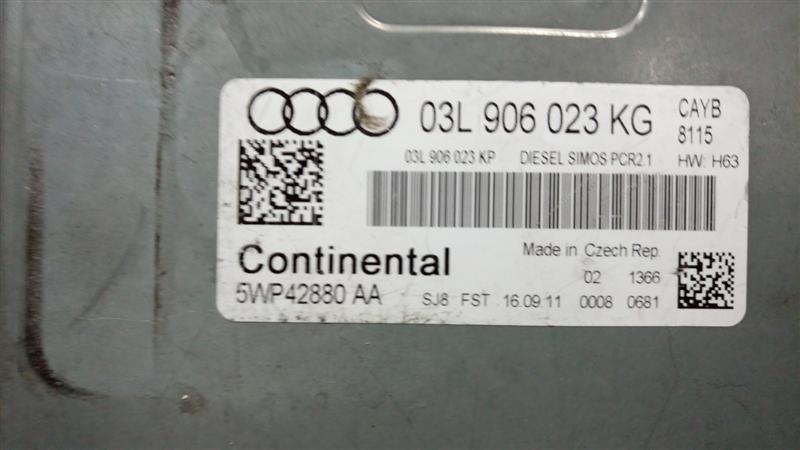 03L 906 023 KG CAYB
8115
03L 906 023 KP DIESEL SIMOS PCR2.1 HW: H63
Continental Made in Czech Rep.
02 1366
5WP42880 AA SJ8 FST 16.09.11 0008 0681